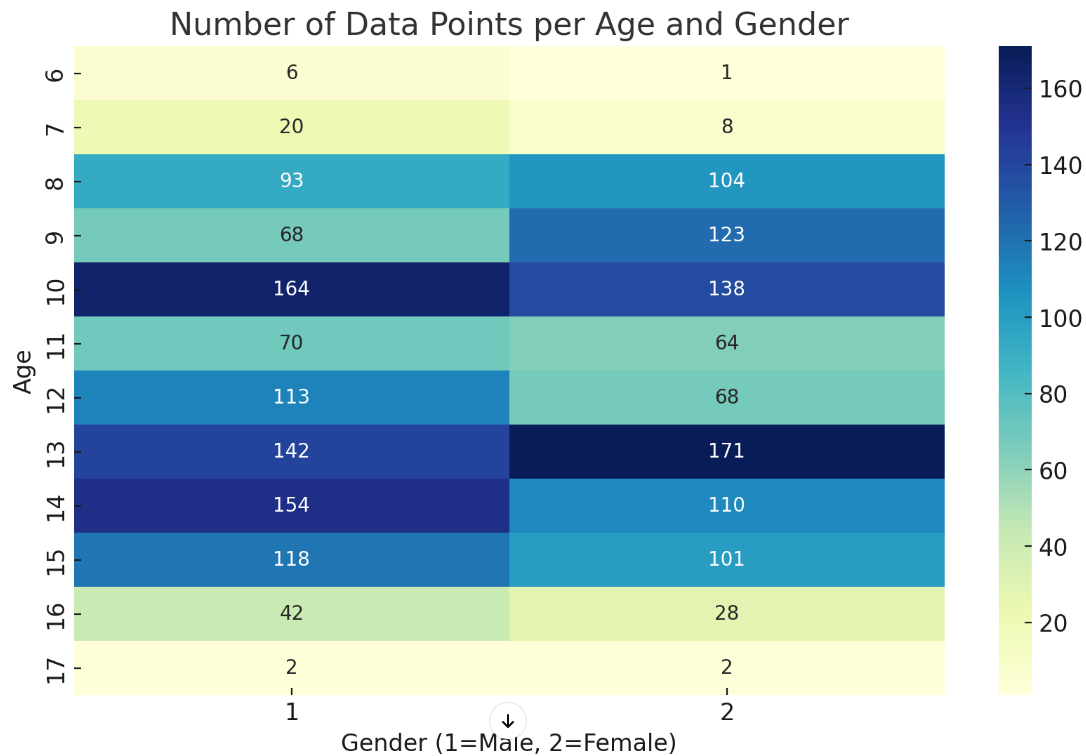 Number of Data Points per Age and Gender
6 6 1
7 20 8
8 93 104
9 68 123
10 164 138
11 70 64
12 113 68
13 142 171
14 154 110
15 118 101
16 42 28
17 2 2
1 2
Age
Gender (1=Male, 2=Female)
160
140
120
100
80
60
40
20